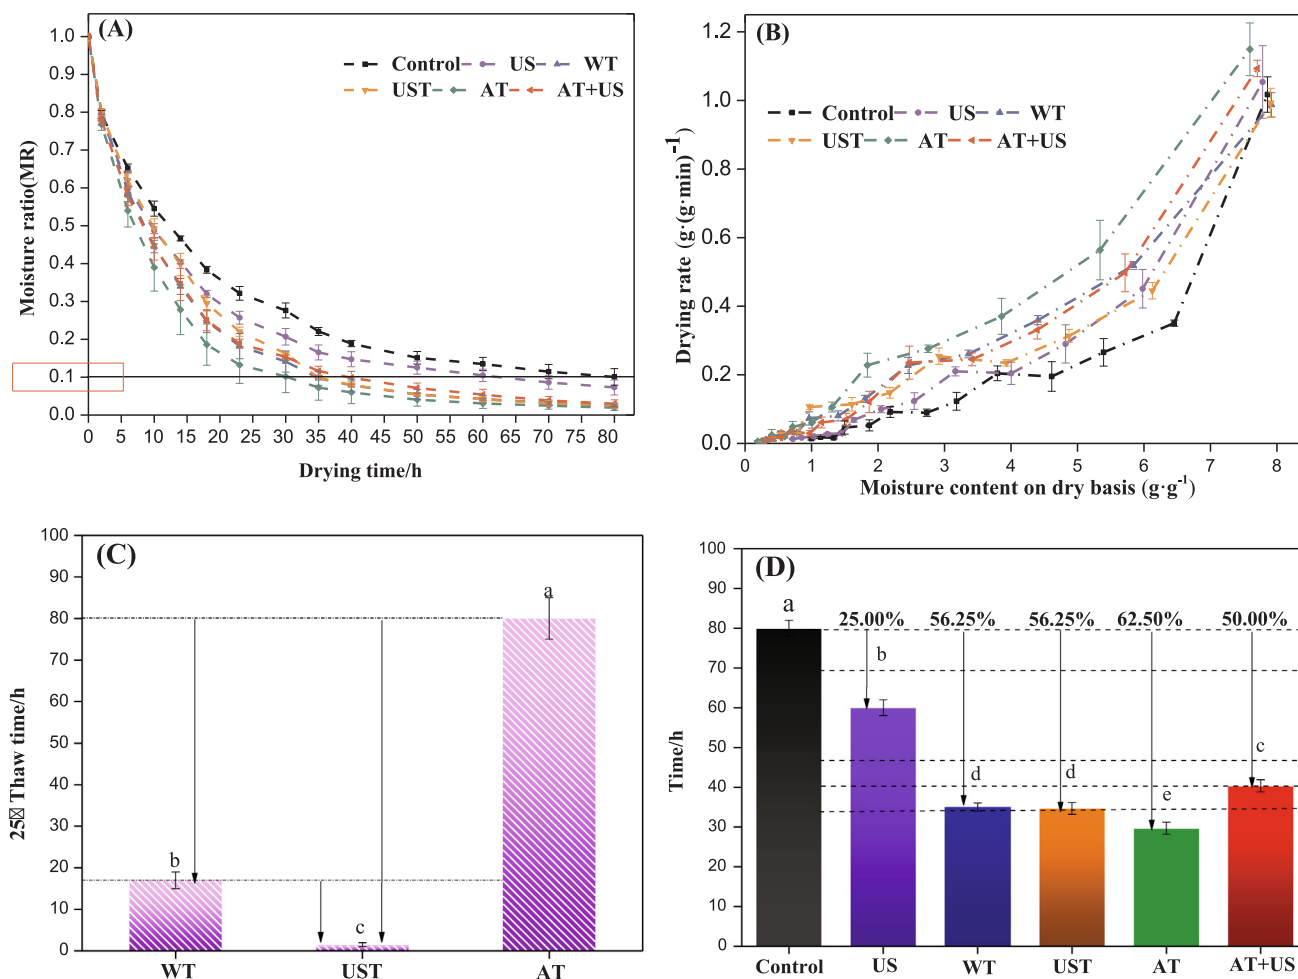 (A)
1.0
0.9
0.8
0.7
0.6
0.5
0.4
0.3
0.2
0.1
0.0
Moisture ratio(MR)
Control US WT
UST AT AT+US
0 5 10 15 20 25 30 35 40 45 50 55 60 65 70 75 80
Drying time/h
(B)
1.2
1.0
0.8
0.6
0.4
0.2
0.0
Drying rate (g·(g·min)⁻¹
Control US WT
UST AT AT+US
0 1 2 3 4 5 6 7 8
Moisture content on dry basis (g·g⁻¹)
(C)
100
90
80
70
60
50
40
30
20
10
0
25 Thaw time/h
a
b
c
WT UST AT
(D)
100
90
80
70
60
50
40
30
20
10
0
Time/h
a
25.00% 56.25% 56.25% 62.50% 50.00%
b
c
d d
e
Control US WT UST AT AT+US